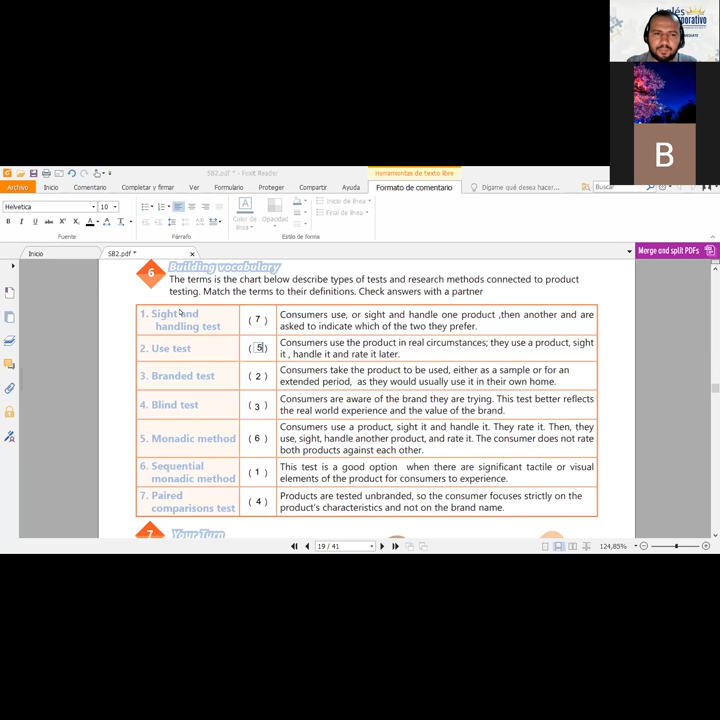 Inglés
SB2.pdf * - Foxit Reader
Herramientas de texto libre
Archivo Inicio Comentario Completar y firmar Ver Formulario Proteger Compartir Ayuda Formato de comentario Dígame qué desea hacer... Buscar
Helvetica 10 Color de línea Opacidad Inicio de línea
Final de línea
Fuente Párrafo Estilo de forma
Inicio SB2.pdf * Merge and split PDFs
B
6 Building vocabulary
The terms is the chart below describe types of tests and research methods connected to product
testing. Match the terms to their definitions. Check answers with a partner
1. Sight and
handling test
( 7 ) Consumers use, or sight and handle one product ,then another and are
asked to indicate which of the two they prefer.
2. Use test
( 5 ) Consumers use the product in real circumstances; they use a product, sight
it , handle it and rate it later.
3. Branded test
( 2 ) Consumers take the product to be used, either as a sample or for an
extended period, as they would usually use it in their own home.
4. Blind test
( 3 ) Consumers are aware of the brand they are trying. This test better reflects
the real world experience and the value of the brand.
5. Monadic method
( 6 ) Consumers use a product, sight it and handle it. They rate it. Then, they
use, sight, handle another product, and rate it. The consumer does not rate
both products against each other.
6. Sequential
monadic method
( 1 ) This test is a good option when there are significant tactile or visual
elements of the product for consumers to experience.
7. Paired
comparisons test
( 4 ) Products are tested unbranded, so the consumer focuses strictly on the
product's characteristics and not on the brand name.
7 Your Turn
19 / 41 124,85%